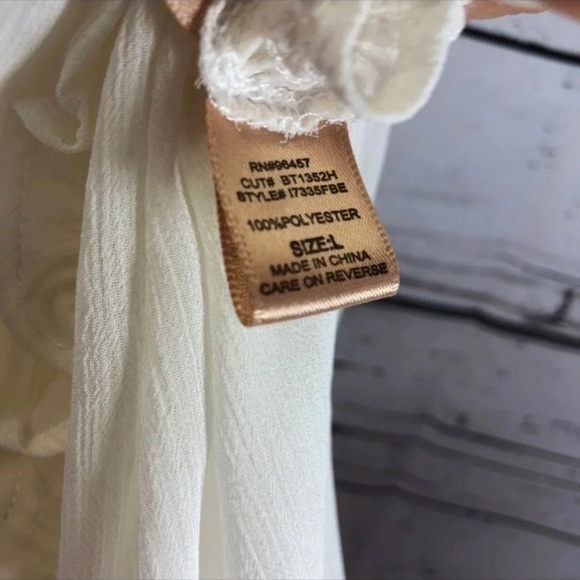 RN#96457
CUT# BT1352H
STYLE# I7335FBE
100%POLYESTER
SIZE:L
MADE IN CHINA
CARE ON REVERSE